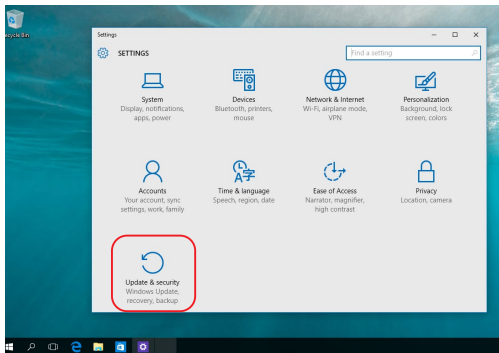 Recycle Bin
Settings
SETTINGS
Find a setting
System
Display, notifications,
apps, power
Devices
Bluetooth, printers,
mouse
Network & Internet
Wi-Fi, airplane mode,
VPN
Personalization
Background, lock
screen, colors
Accounts
Your account, sync
settings, work, family
Time & language
Speech, region, date
Ease of Access
Narrator, magnifier,
high contrast
Privacy
Location, camera
Update & security
Windows Update,
recovery, backup